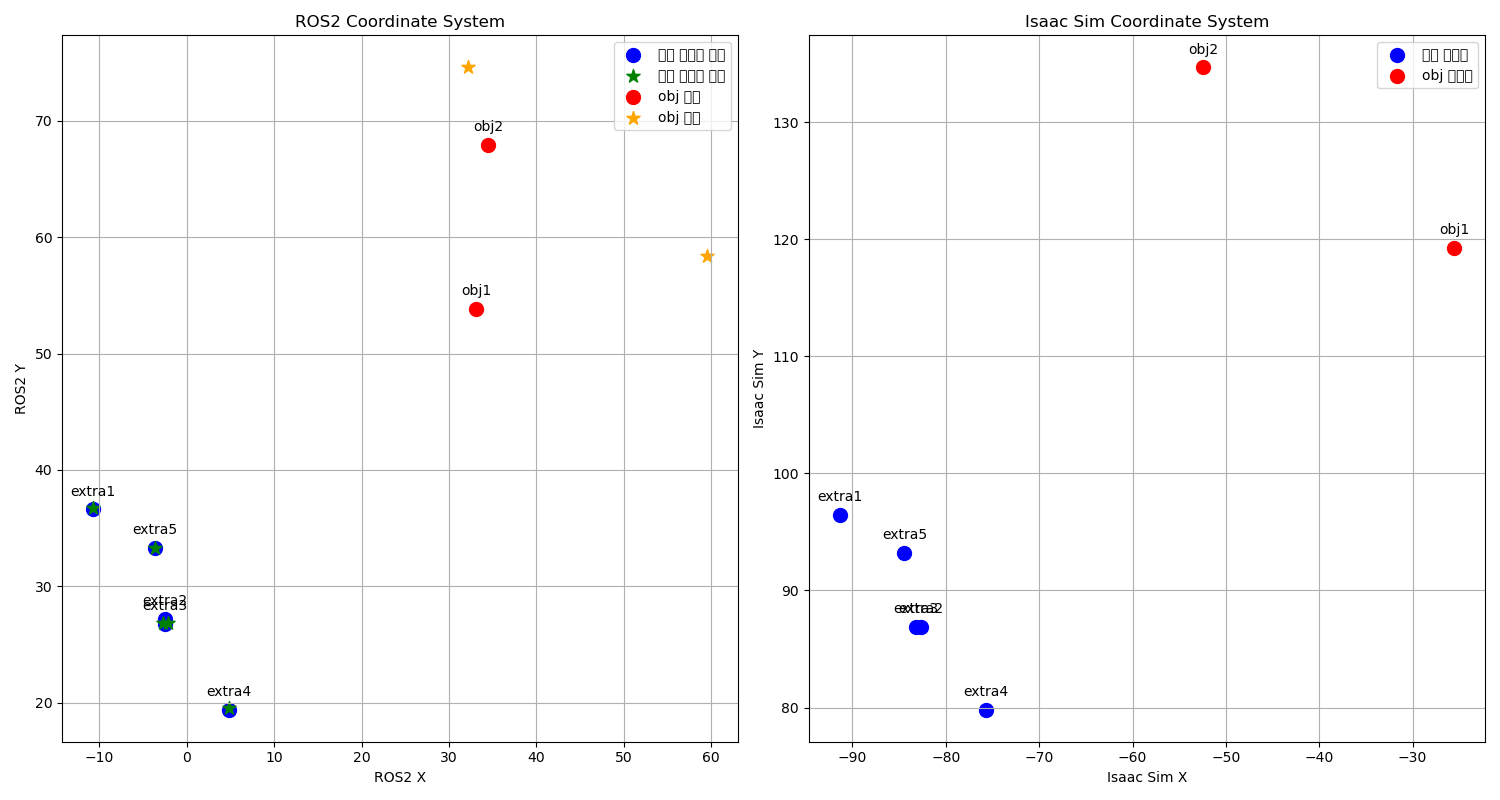 ROS2 Coordinate System
obj
obj
obj2
obj1
extra1
extra5
extra2
extra3
extra4
70
60
50
40
30
20
ROS2 Y
−10 0 10 20 30 40 50 60
ROS2 X
Isaac Sim Coordinate System
obj
obj2
obj1
extra1
extra5
extra3
extra2
extra4
130
120
110
100
90
80
Isaac Sim Y
−90 −80 −70 −60 −50 −40 −30
Isaac Sim X